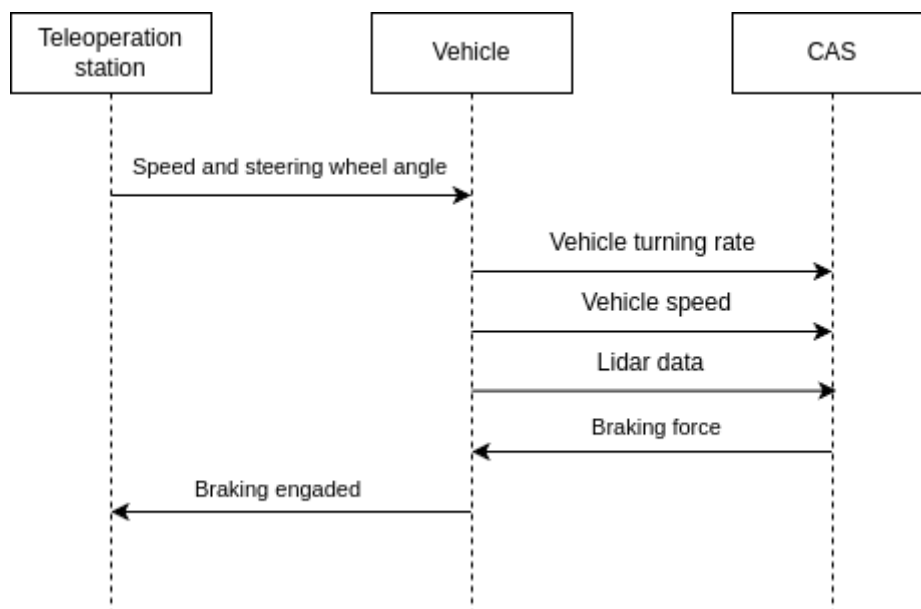 Teleoperation
station
Vehicle
CAS
Speed and steering wheel angle
Vehicle turning rate
Vehicle speed
Lidar data
Braking force
Braking engaded